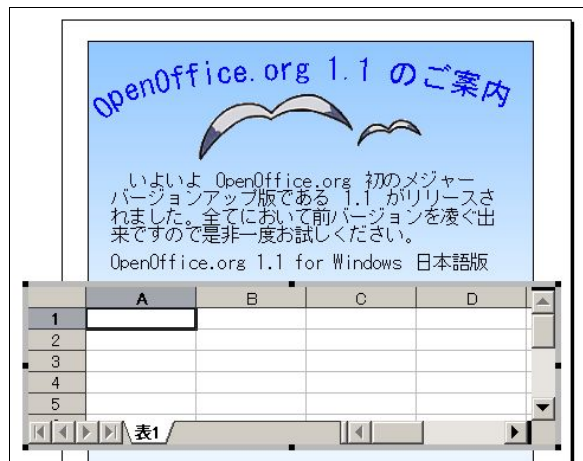 OpenOffice.org 1.1 のご案内
いよいよ OpenOffice.org 初のメジャー
バージョンアップ版である 1.1 がリリースさ
れました。全てにおいて前バージョンを凌ぐ出
来ですので是非一度お試しください。
OpenOffice.org 1.1 for Windows 日本語版
A B C D
1
2
3
4
5
表1